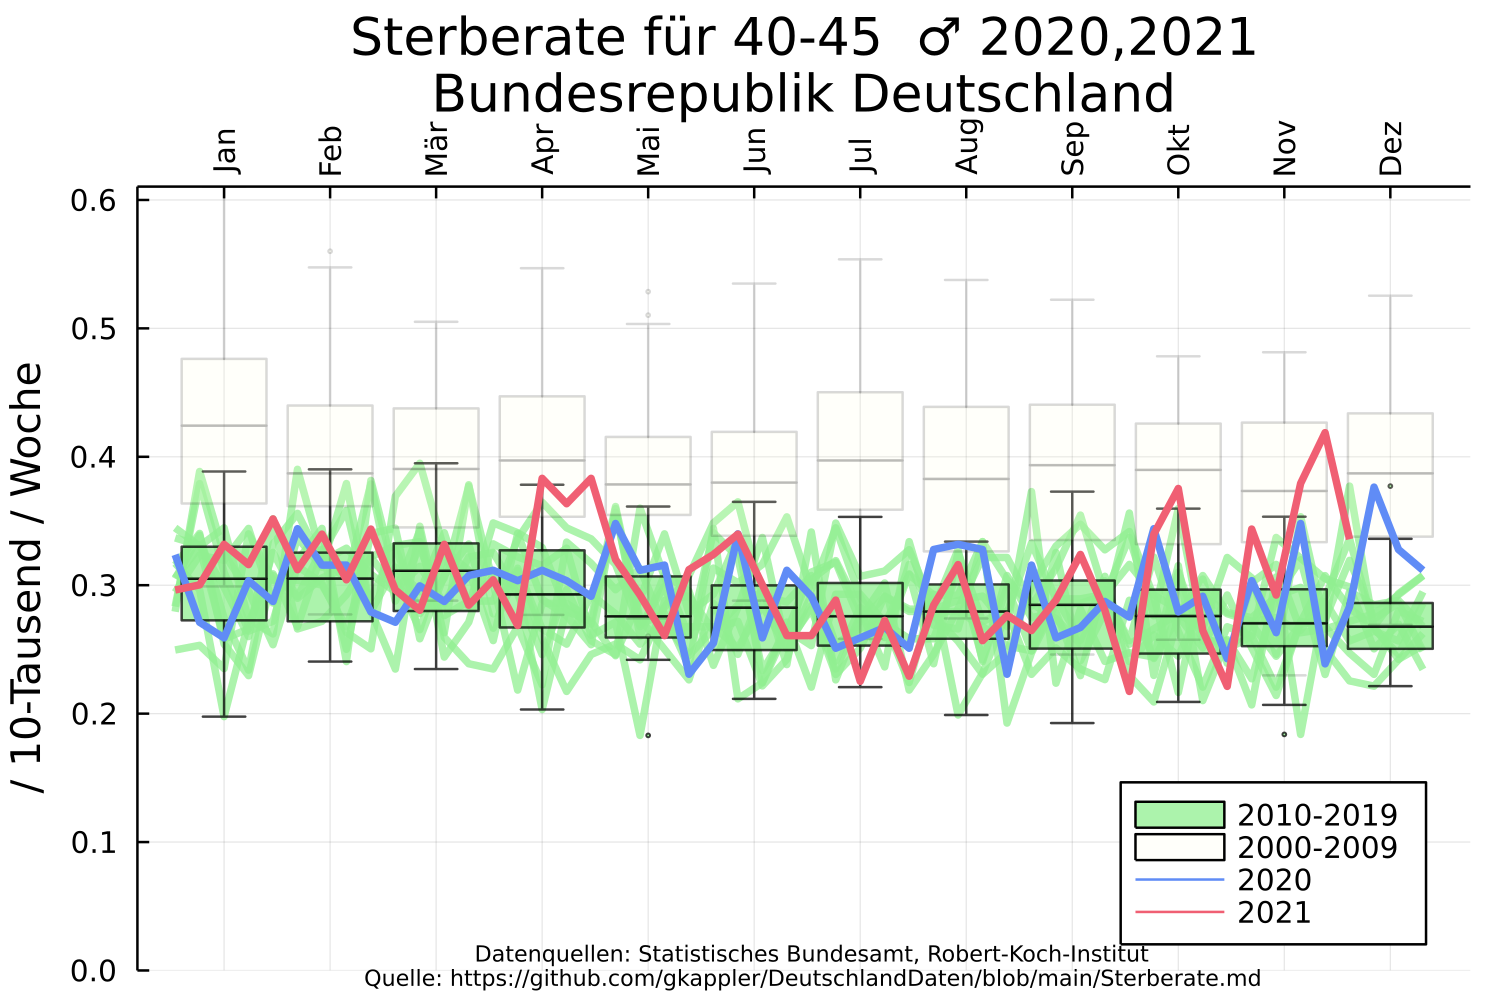 Sterberate für 40-45 ♂ 2020,2021
Bundesrepublik Deutschland
Jan Feb Mär Apr Mai Jun Jul Aug Sep Okt Nov Dez
/ 10-Tausend / Woche
0.6
0.5
0.4
0.3
0.2
0.1
0.0
2010-2019
2000-2009
2020
2021
Datenquellen: Statistisches Bundesamt, Robert-Koch-Institut
Quelle: https://github.com/gkappler/DeutschlandDaten/blob/main/Sterberate.md